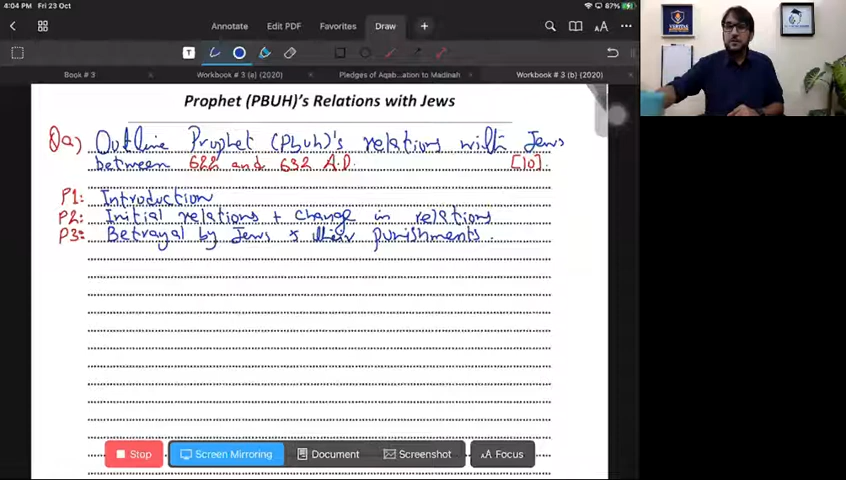 4:04 PM Fri 23 Oct 87%
Annotate Edit PDF Favorites Draw + AA
T
Book # 3 Workbook # 3 (a) (2020) Pledges of Aqab...ation to Madinah Workbook # 3 (b) (2020)
VERITAS
Prophet (PBUH)'s Relations with Jews
Qa) Outline Prophet (Pbuh)'s relations with Jews
between 622 and 632 A.D. [10].
P1: Introduction
P2: Initial relations + change in relations
P3: Betrayal by Jews & their punishments.
Stop Screen Mirroring Document Screenshot AA Focus